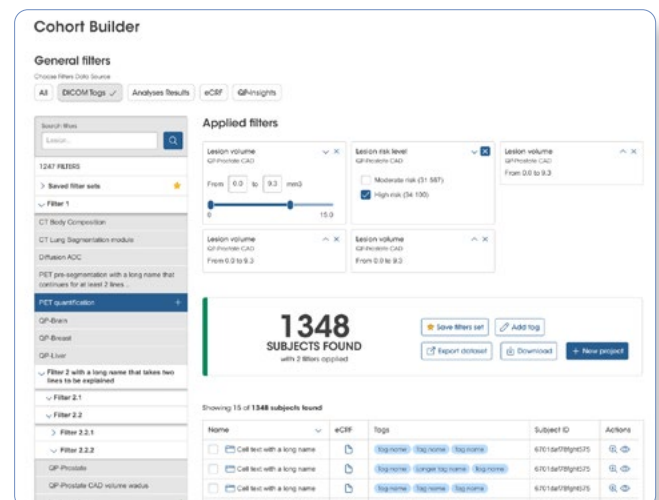 Cohort Builder
General filters
Choose Filters Data Source
All
DICOM Tags
Analyses Results
eCRF
QP-Insights
Search filters
Lesion...
1247 FILTERS
Saved filter sets
Filter 1
CT Body Composition
CT Lung Segmentation module
Diffusion ADC
PET pre-segmentation with a long name that
continues for at least 2 lines...
PET quantification
QP-Brain
QP-Breast
QP-Liver
Filter 2 with a long name that takes two
lines to be explained
Filter 2.1
Filter 2.2
Filter 2.2.1
Filter 2.2.2
QP-Prostate
QP-Prostate CAD volume wadus
Applied filters
Lesion volume
QP-Prostate CAD
From 0.0 to 9.3 mm3
0 15.0
Lesion risk level
QP-Prostate CAD
Moderate risk (31.587)
High risk (34.100)
Lesion volume
QP-Prostate CAD
From 0.0 to 9.3
Lesion volume
QP-Prostate CAD
From 0.0 to 9.3
Lesion volume
QP-Prostate CAD
From 0.0 to 9.3
1348
SUBJECTS FOUND
with 2 filters applied
Save filters set
Add tag
Export dataset
Download
+ New project
Showing 15 of 1348 subjects found
Name eCRF Tags Subject ID Actions
Cell text with a long name Tag name Tag name Tag name
Cell text with a long name Tag name Longer tag name Tag name
Cell text with a long name Tag name Tag name Tag name